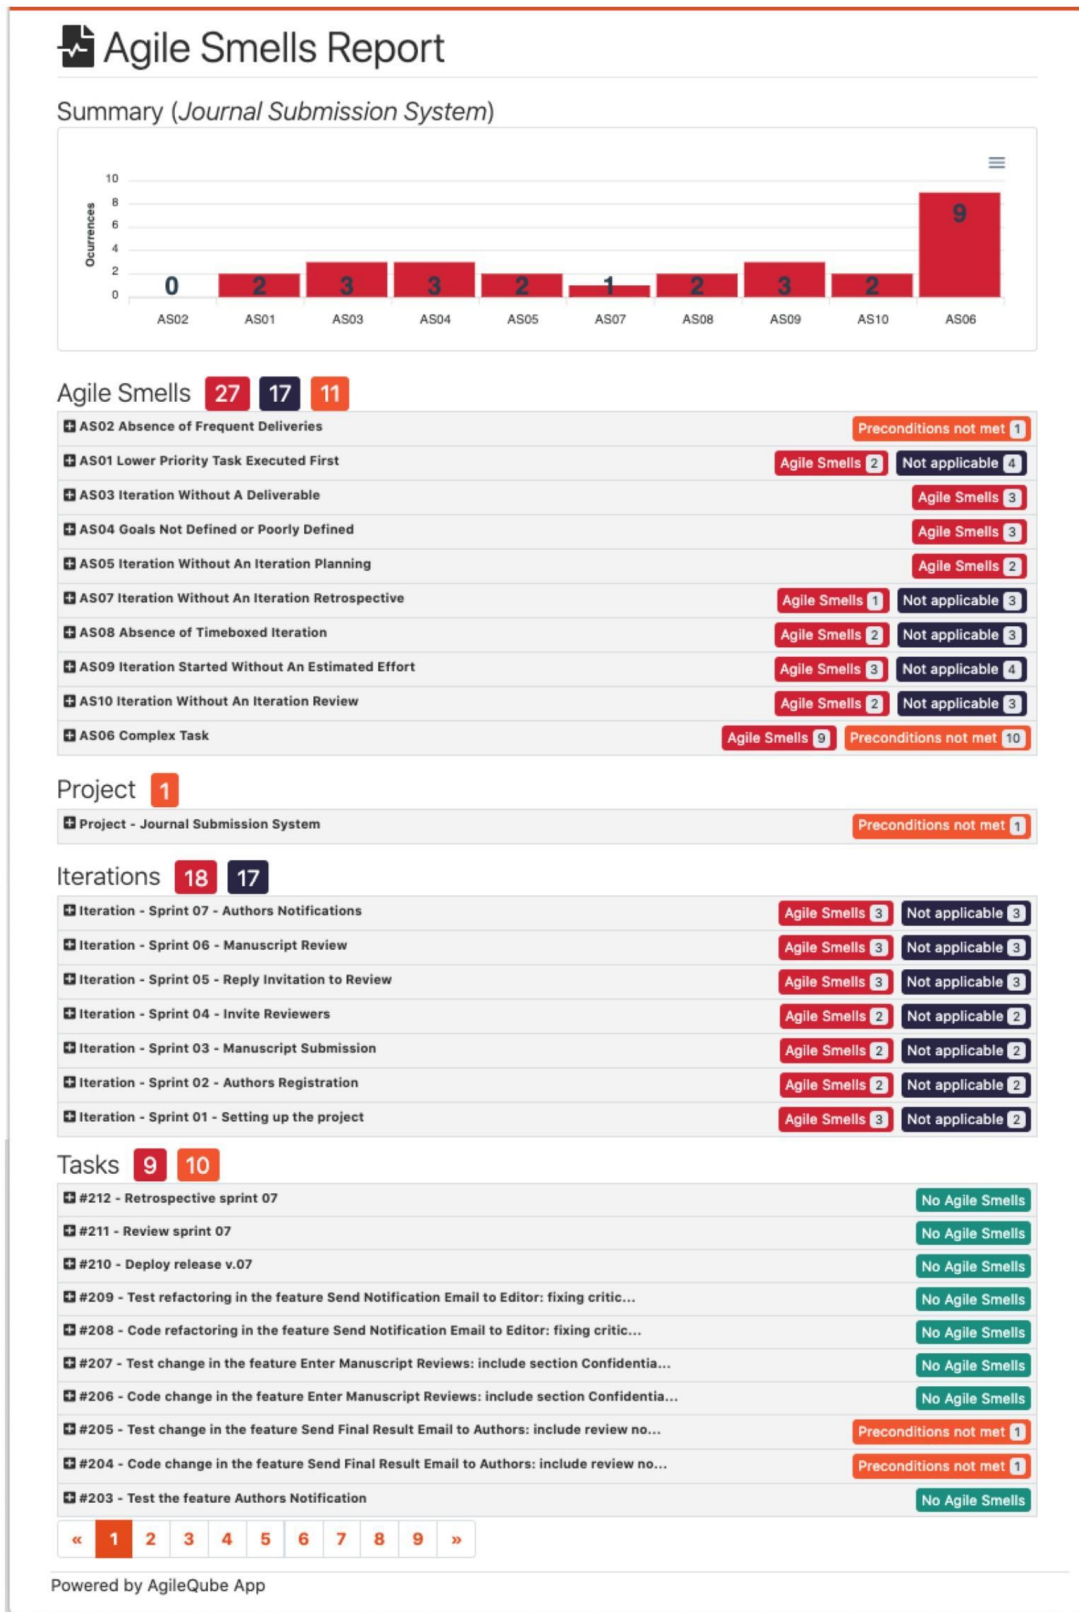 Agile Smells Report
Summary (Journal Submission System)
10
8
6
4
2
0
Ocurrences
0 2 3 3 2 1 2 3 2 9
AS02 AS01 AS03 AS04 AS05 AS07 AS08 AS09 AS10 AS06
Agile Smells 27 17 11
AS02 Absence of Frequent Deliveries Preconditions not met 1
AS01 Lower Priority Task Executed First Agile Smells 2 Not applicable 4
AS03 Iteration Without A Deliverable Agile Smells 3
AS04 Goals Not Defined or Poorly Defined Agile Smells 3
AS05 Iteration Without An Iteration Planning Agile Smells 2
AS07 Iteration Without An Iteration Retrospective Agile Smells 1 Not applicable 3
AS08 Absence of Timeboxed Iteration Agile Smells 2 Not applicable 3
AS09 Iteration Started Without An Estimated Effort Agile Smells 3 Not applicable 4
AS10 Iteration Without An Iteration Review Agile Smells 2 Not applicable 3
AS06 Complex Task Agile Smells 9 Preconditions not met 10
Project 1
Project - Journal Submission System Preconditions not met 1
Iterations 18 17
Iteration - Sprint 07 - Authors Notifications Agile Smells 3 Not applicable 3
Iteration - Sprint 06 - Manuscript Review Agile Smells 3 Not applicable 3
Iteration - Sprint 05 - Reply Invitation to Review Agile Smells 3 Not applicable 3
Iteration - Sprint 04 - Invite Reviewers Agile Smells 2 Not applicable 2
Iteration - Sprint 03 - Manuscript Submission Agile Smells 2 Not applicable 2
Iteration - Sprint 02 - Authors Registration Agile Smells 2 Not applicable 2
Iteration - Sprint 01 - Setting up the project Agile Smells 3 Not applicable 2
Tasks 9 10
#212 - Retrospective sprint 07 No Agile Smells
#211 - Review sprint 07 No Agile Smells
#210 - Deploy release v.07 No Agile Smells
#209 - Test refactoring in the feature Send Notification Email to Editor: fixing critic... No Agile Smells
#208 - Code refactoring in the feature Send Notification Email to Editor: fixing critic... No Agile Smells
#207 - Test change in the feature Enter Manuscript Reviews: include section Confidentia... No Agile Smells
#206 - Code change in the feature Enter Manuscript Reviews: include section Confidentia... No Agile Smells
#205 - Test change in the feature Send Final Result Email to Authors: include review no... Preconditions not met 1
#204 - Code change in the feature Send Final Result Email to Authors: include review no... Preconditions not met 1
#203 - Test the feature Authors Notification No Agile Smells
« 1 2 3 4 5 6 7 8 9 »
Powered by AgileQube App